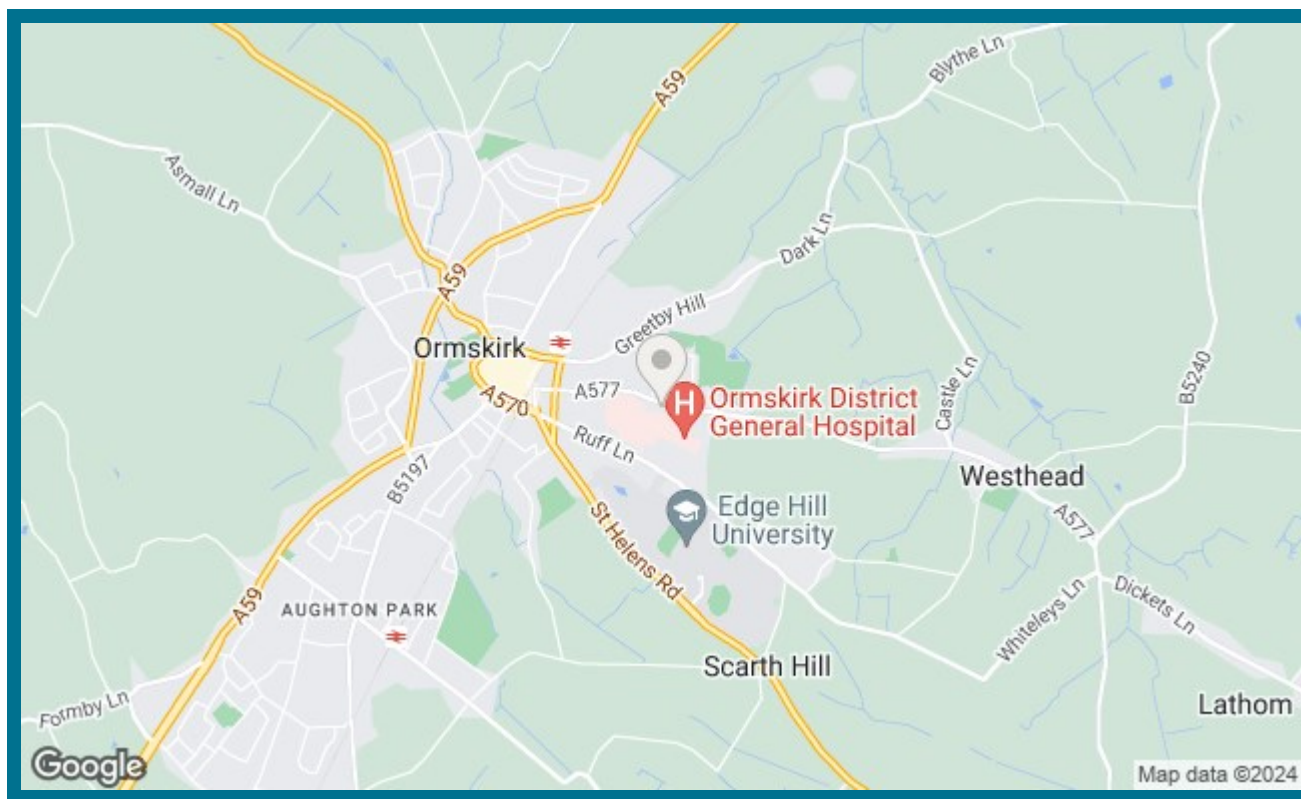 A59
Blythe Ln
Asmall Ln
Dark Ln
A59
Greetby Hill
Ormskirk
A577
A570
Ormskirk District
General Hospital
Castle Ln
B5240
Ruff Ln
B5197
Westhead
Edge Hill
University
A577
St Helens Rd
A59
AUGHTON PARK
Whiteleys Ln
Dickets Ln
Scarth Hill
Formby Ln
Lathom
H
Google
Map data ©2024